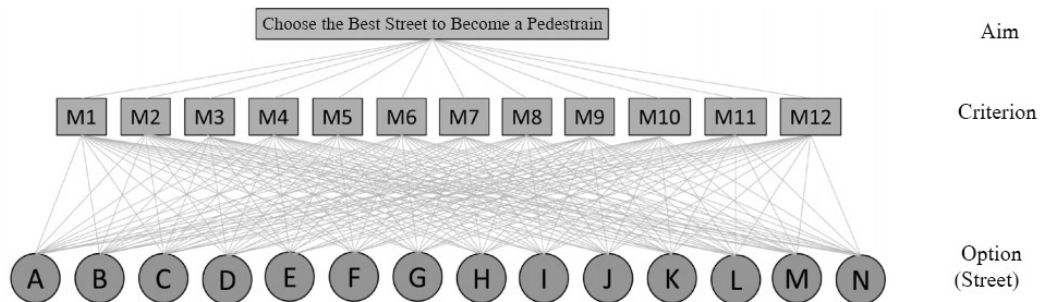 Choose the Best Street to Become a Pedestrain
Aim
M1 M2 M3 M4 M5 M6 M7 M8 M9 M10 M11 M12
Criterion
A B C D E F G H I J K L M N
Option
(Street)